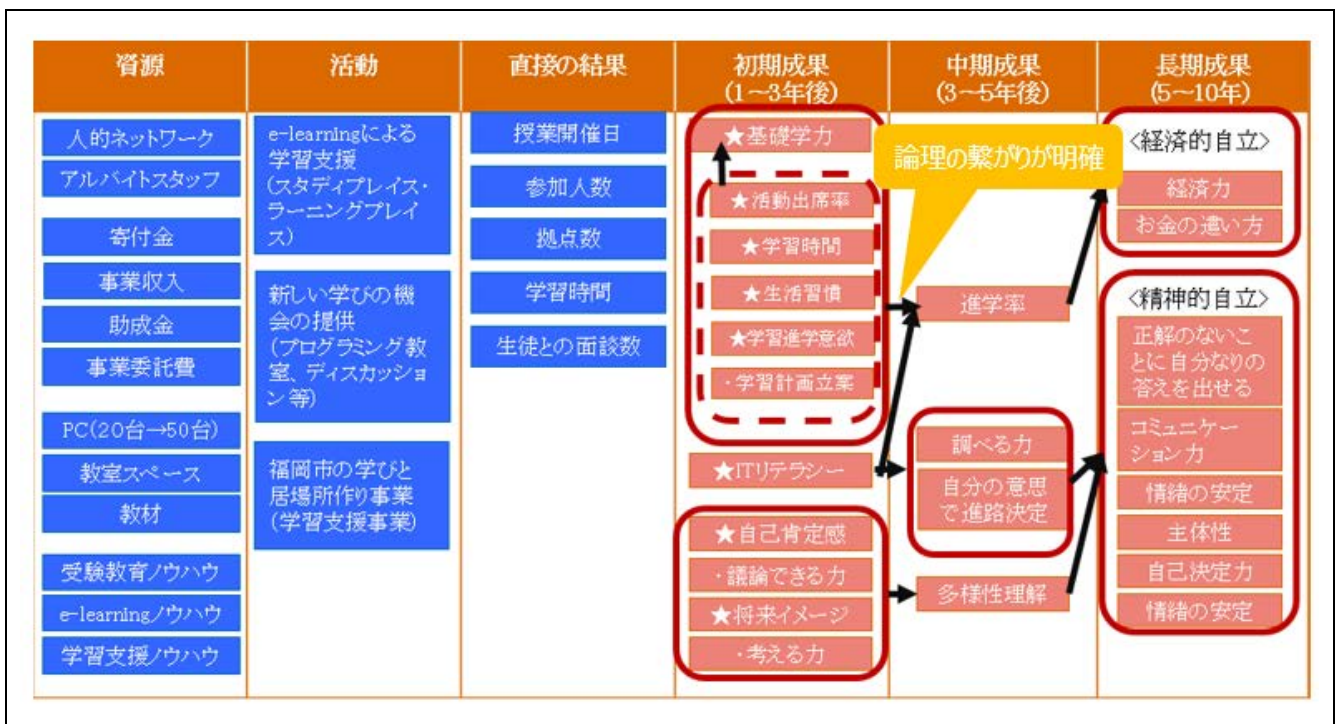 資源
人的ネットワーク
アルバイトスタッフ
寄付金
事業収入
助成金
事業委託費
PC(20台→50台)
教室スペース
教材
受験教育ノウハウ
e-learningノウハウ
学習支援ノウハウ
活動
e-learningによる
学習支援
(スタディプレイス・
ラーニングプレイ
ス)
新しい学びの機
会の提供
(プログラミング教
室、ディスカッショ
ン等)
福岡市の学びと
居場所作り事業
(学習支援事業)
直接の結果
授業開催日
参加人数
拠点数
学習時間
生徒との面談数
初期成果
(1~3年後)
★基礎学力
★活動出席率
★学習時間
★生活習慣
★学習進学意欲
・学習計画立案
★ITリテラシー
★自己肯定感
・議論できる力
★将来イメージ
・考える力
中期成果
(3~5年後)
論理の繋がりが明確
進学率
調べる力
自分の意思
で進路決定
多様性理解
長期成果
(5~10年)
<経済的自立>
経済力
お金の遣い方
<精神的自立>
正解のないこ
とに自分なりの
答えを出せる
コミュニケー
ション力
情緒の安定
主体性
自己決定力
情緒の安定